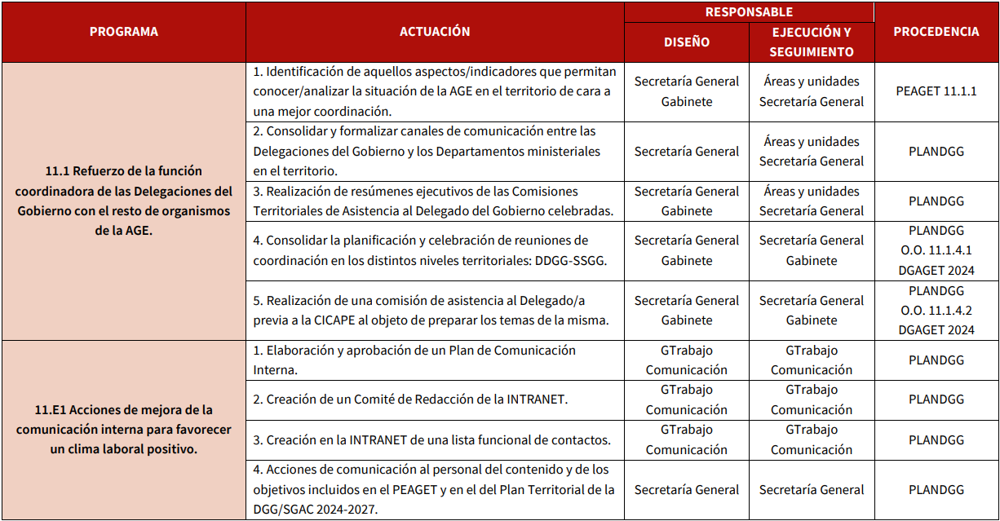 PROGRAMA
ACTUACIÓN
RESPONSABLE
DISEÑO
EJECUCIÓN Y
SEGUIMIENTO
PROCEDENCIA
11.1 Refuerzo de la función
coordinadora de las Delegaciones del
Gobierno con el resto de organismos
de la AGE.
1. Identificación de aquellos aspectos/indicadores que permitan
conocer/analizar la situación de la AGE en el territorio de cara a
una mejor coordinación.
Secretaría General
Gabinete
Áreas y unidades
Secretaría General
PEAGET 11.1.1
2. Consolidar y formalizar canales de comunicación entre las
Delegaciones del Gobierno y los Departamentos ministeriales
en el territorio.
Secretaría General
Áreas y unidades
Secretaría General
PLANDGG
3. Realización de resúmenes ejecutivos de las Comisiones
Territoriales de Asistencia al Delegado del Gobierno celebradas.
Secretaría General
Gabinete
Áreas y unidades
Secretaría General
PLANDGG
4. Consolidar la planificación y celebración de reuniones de
coordinación en los distintos niveles territoriales: DDGG-SSGG.
Secretaría General
Gabinete
Secretaría General
Gabinete
PLANDGG
O.O. 11.1.4.1
DGAGET 2024
5. Realización de una comisión de asistencia al Delegado/a
previa a la CICAPE al objeto de preparar los temas de la misma.
Secretaría General
Gabinete
Secretaría General
Gabinete
PLANDGG
O.O. 11.1.4.2
DGAGET 2024
11.E1 Acciones de mejora de la
comunicación interna para favorecer
un clima laboral positivo.
1. Elaboración y aprobación de un Plan de Comunicación
Interna.
GTrabajo
Comunicación
GTrabajo
Comunicación
PLANDGG
2. Creación de un Comité de Redacción de la INTRANET.
GTrabajo
Comunicación
GTrabajo
Comunicación
PLANDGG
3. Creación en la INTRANET de una lista funcional de contactos.
GTrabajo
Comunicación
GTrabajo
Comunicación
PLANDGG
4. Acciones de comunicación al personal del contenido y de los
objetivos incluidos en el PEAGET y en el del Plan Territorial de la
DGG/SGAC 2024-2027.
Secretaría General
Secretaría General
PLANDGG